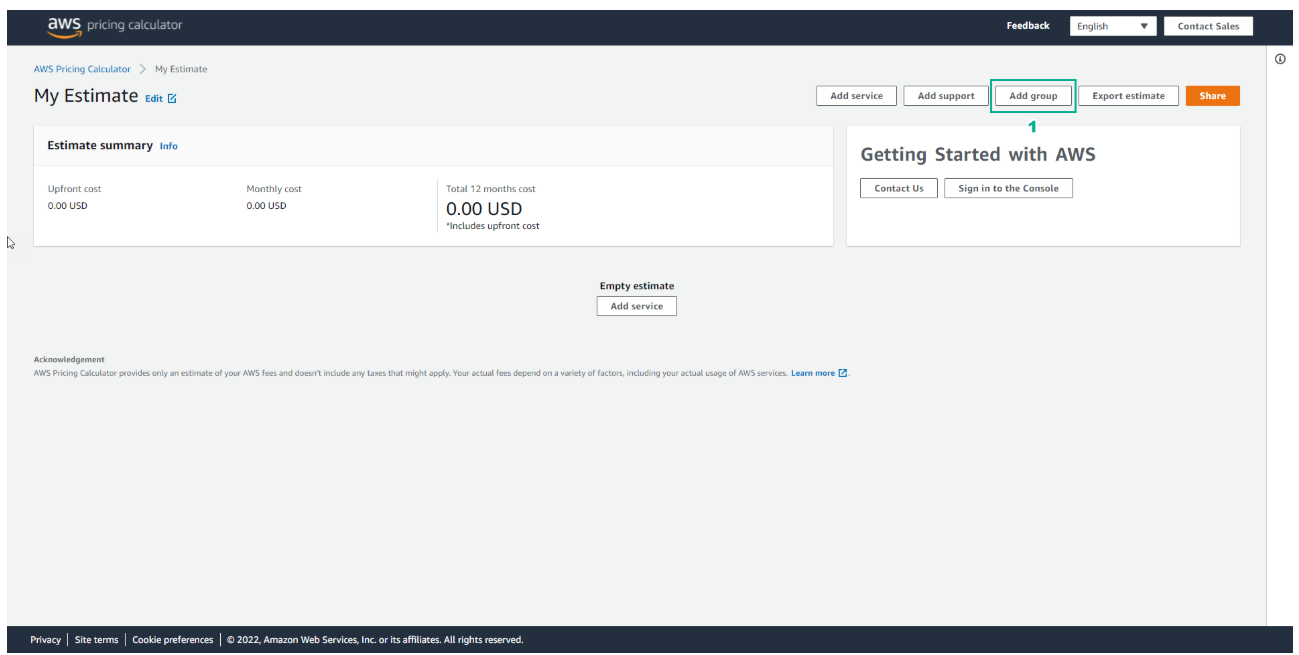 aws pricing calculator
Feedback
English
Contact Sales
AWS Pricing Calculator > My Estimate
My Estimate Edit
Add service
Add support
Add group
Export estimate
Share
1
Estimate summary Info
Upfront cost
0.00 USD
Monthly cost
0.00 USD
Total 12 months cost
0.00 USD
*Includes upfront cost
Getting Started with AWS
Contact Us
Sign in to the Console
Empty estimate
Add service
Acknowledgement
AWS Pricing Calculator provides only an estimate of your AWS fees and doesn't include any taxes that might apply. Your actual fees depend on a variety of factors, including your actual usage of AWS services. Learn more .
Privacy | Site terms | Cookie preferences | © 2022, Amazon Web Services, Inc. or its affiliates. All rights reserved.